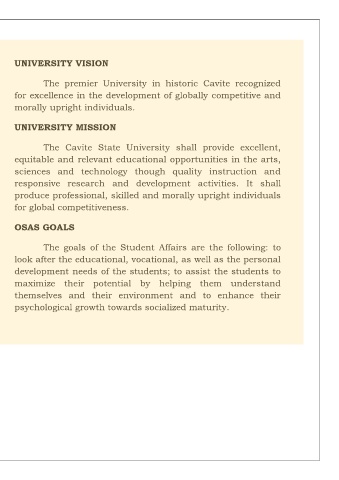 UNIVERSITY VISION
The premier University in historic Cavite recognized
for excellence in the development of globally competitive and
morally upright individuals.
UNIVERSITY MISSION
The Cavite State University shall provide excellent,
equitable and relevant educational opportunities in the arts,
sciences and technology though quality instruction and
responsive research and development activities. It shall
produce professional, skilled and morally upright individuals
for global competitiveness.
OSAS GOALS
The goals of the Student Affairs are the following: to
look after the educational, vocational, as well as the personal
development needs of the students; to assist the students to
maximize their potential by helping them understand
themselves and their environment and to enhance their
psychological growth towards socialized maturity.